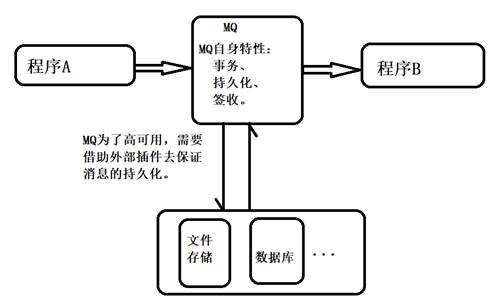 MQ
MQ自身特性：
事务、
持久化、
签收。
程序A
程序B
MQ为了高可用，需要
借助外部插件去保证
消息的持久化。
文件
存储
数据库
···